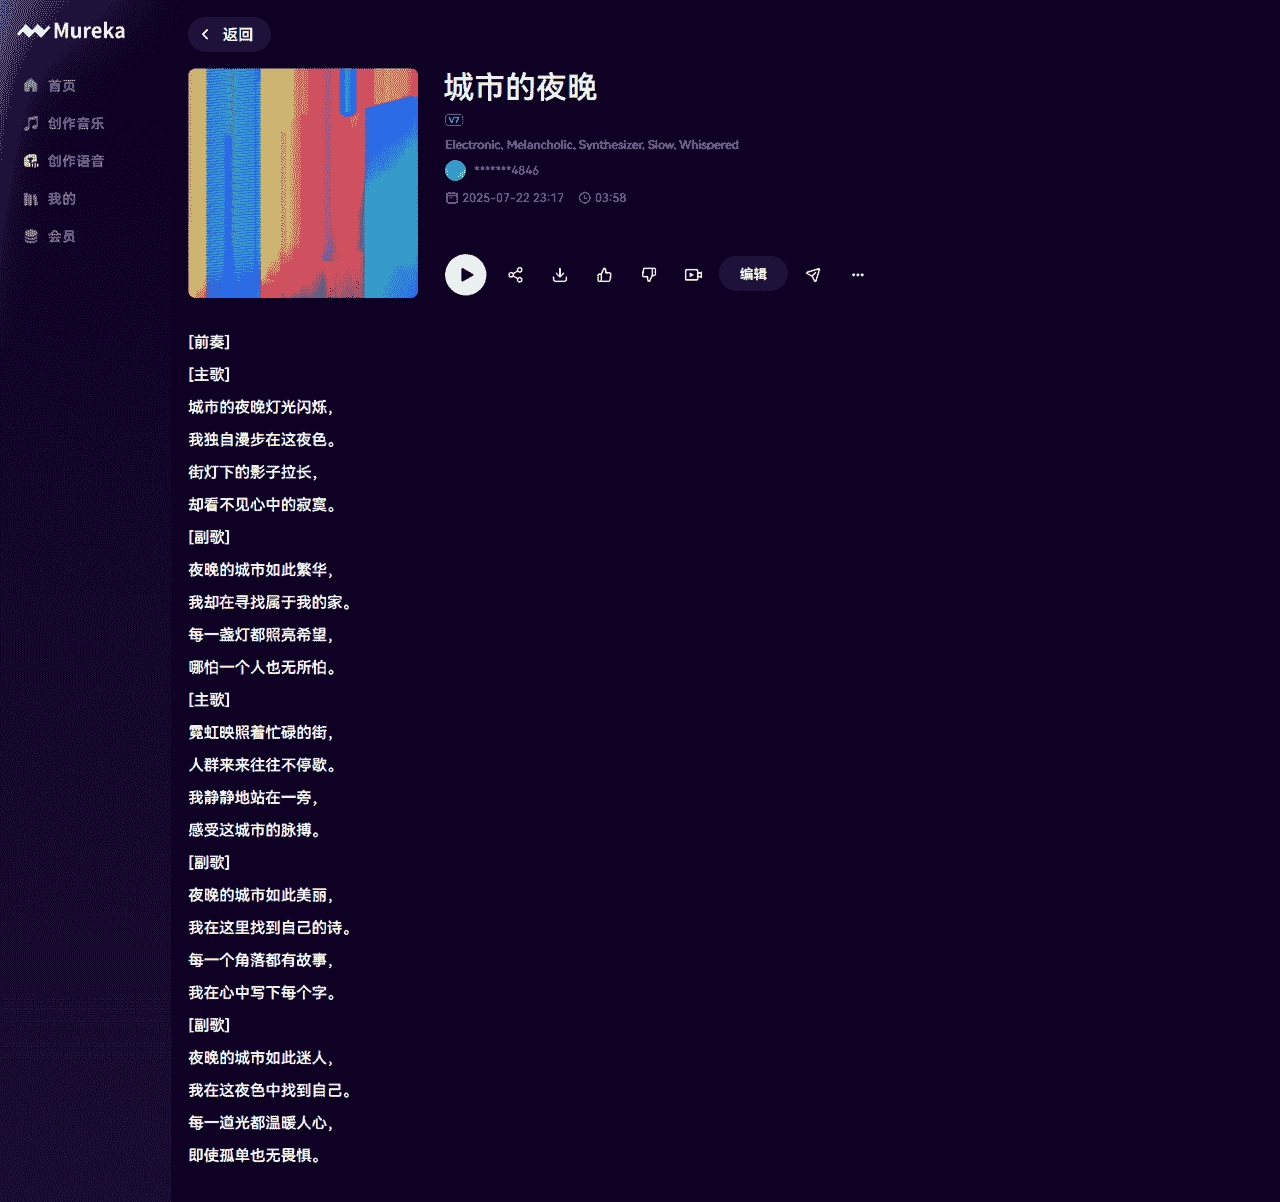 Mureka
返回
首页
创作音乐
创作语音
我的
会员
城市的夜晚
V7
Electronic, Melancholic, Synthesizer, Slow, Whispered
*******4846
2025-07-22 23:17 03:58
编辑
[前奏]
[主歌]
城市的夜晚灯光闪烁，
我独自漫步在这夜色。
街灯下的影子拉长，
却看不见心中的寂寞。
[副歌]
夜晚的城市如此繁华，
我却在寻找属于我的家。
每一盏灯都照亮希望，
哪怕一个人也无所怕。
[主歌]
霓虹映照着忙碌的街，
人群来来往往不停歇。
我静静地站在一旁，
感受这城市的脉搏。
[副歌]
夜晚的城市如此美丽，
我在这里找到自己的诗。
每一个角落都有故事，
我在心中写下每个字。
[副歌]
夜晚的城市如此迷人，
我在这夜色中找到自己。
每一道光都温暖人心，
即使孤单也无畏惧。